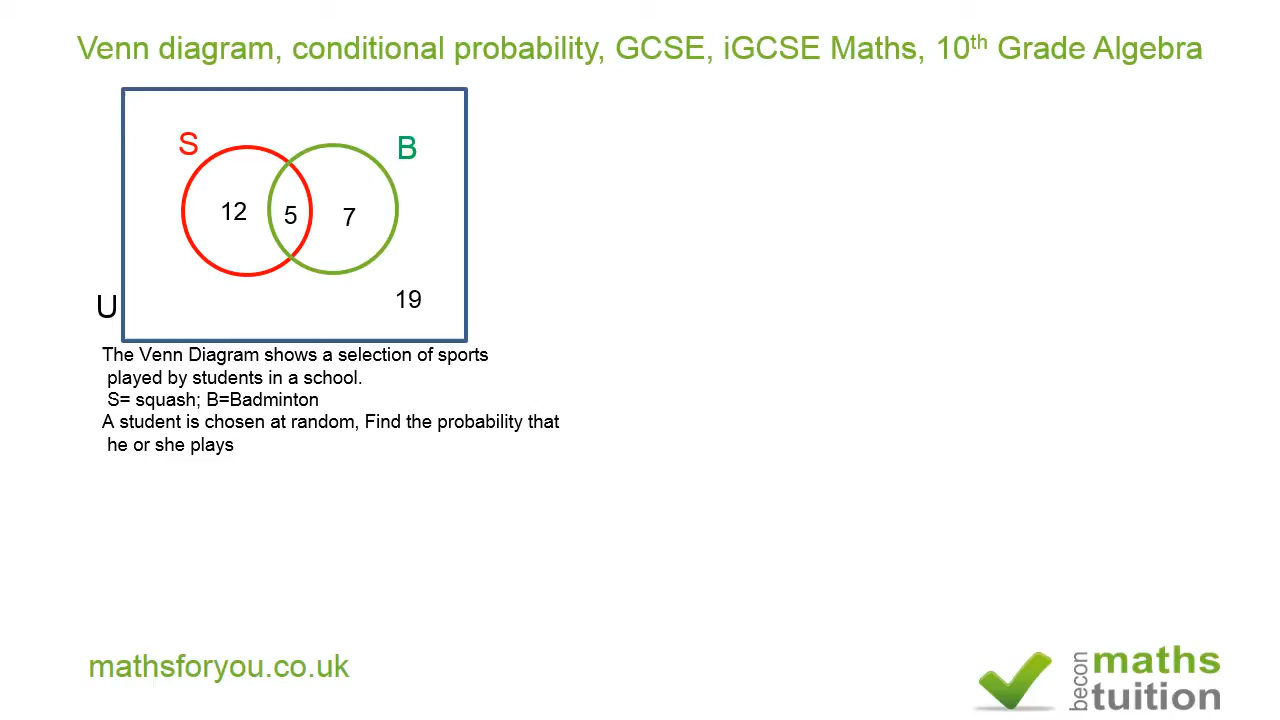 Venn diagram, conditional probability, GCSE, iGCSE Maths, 10th Grade Algebra
S
B
12
5
7
19
U
The Venn Diagram shows a selection of sports
played by students in a school.
S= squash; B=Badminton
A student is chosen at random, Find the probability that
he or she plays
mathsforyou.co.uk
becon
maths
tuition